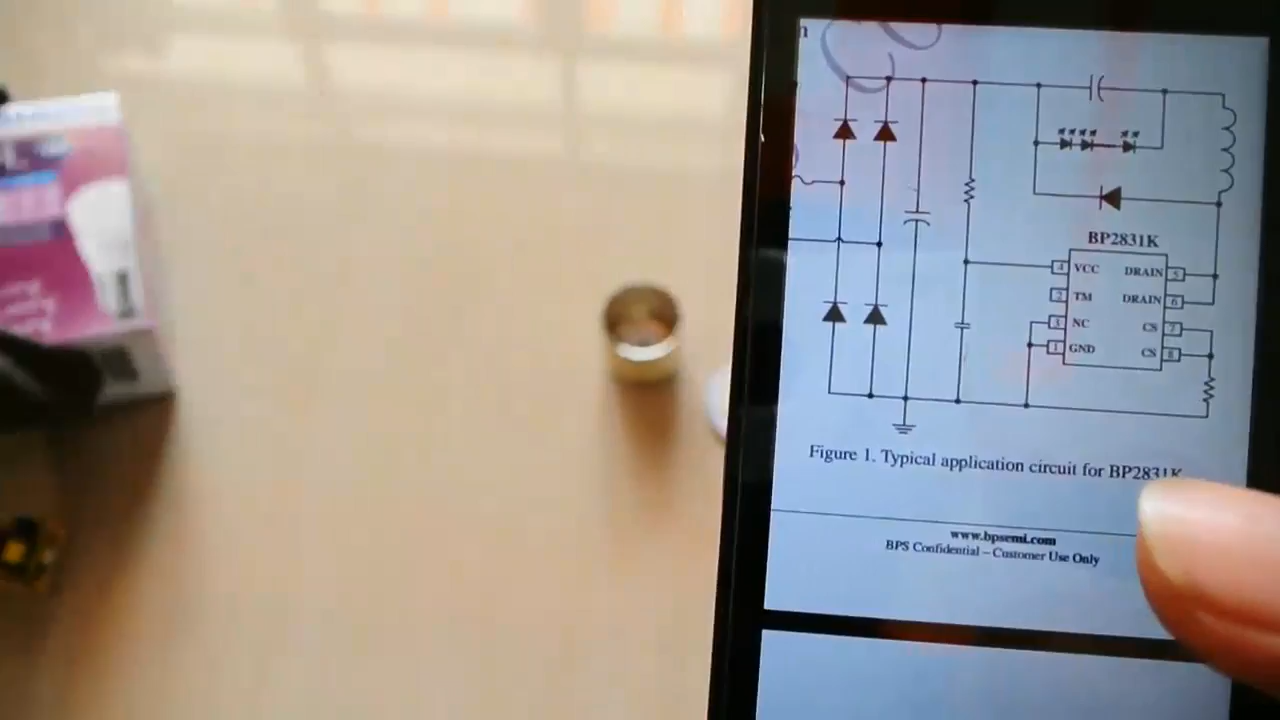 BP2831K
4 VCC DRAIN 5
2 TM DRAIN 6
3 NC CS 7
1 GND CS 8
Figure 1. Typical application circuit for BP2831K
www.bpsemi.com
BPS Confidential – Customer Use Only